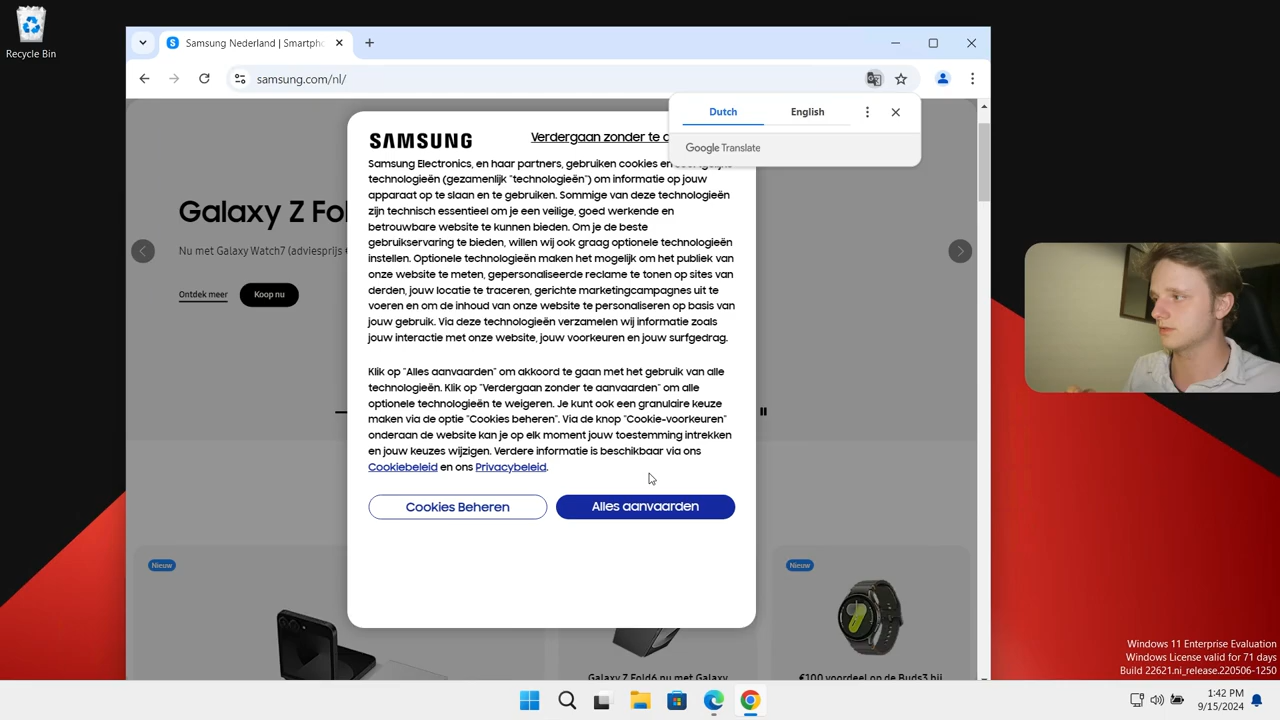 Recycle Bin
Samsung Nederland | Smartpho
samsung.com/nl/
Dutch
English
Google Translate
SAMSUNG
Verdergaan zonder te
Samsung Electronics, en haar partners, gebruiken cookies en
technologieën (gezamenlijk "technologieën") om informatie op jouw
apparaat op te slaan en te gebruiken. Sommige van deze technologieën
zijn technisch essentieel om je een veilige, goed werkende en
betrouwbare website te kunnen bieden. Om je de beste
gebruikservaring te bieden, willen wij ook graag optionele technologieën
instellen. Optionele technologieën maken het mogelijk om het publiek van
onze website te meten, gepersonaliseerde reclame te tonen op sites van
derden, jouw locatie te traceren, gerichte marketingcampagnes uit te
voeren en om de inhoud van onze website te personaliseren op basis van
jouw gebruik. Via deze technologieën verzamelen wij informatie zoals
jouw interactie met onze website, jouw voorkeuren en jouw surfgedrag.
Klik op "Alles aanvaarden" om akkoord te gaan met het gebruik van alle
technologieën. Klik op "Verdergaan zonder te aanvaarden" om alle
optionele technologieën te weigeren. Je kunt ook een granulaire keuze
maken via de optie "Cookies beheren". Via de knop "Cookie-voorkeuren"
onderaan de website kan je op elk moment jouw toestemming intrekken
en jouw keuzes wijzigen. Verdere informatie is beschikbaar via ons
Cookiebeleid en ons Privacybeleid.
Cookies Beheren
Alles aanvaarden
Galaxy Z Fol
Nu met Galaxy Watch7 (adviesprijs €
Ontdek meer
Koop nu
Nieuw
Nieuw
Galaxy Z Fold6 nu met Galaxy
€100 voordeel op de Buds3 bij
Windows 11 Enterprise Evaluation
Windows License valid for 71 days
Build 22621.ni_release.220506-1250
1:42 PM
9/15/2024